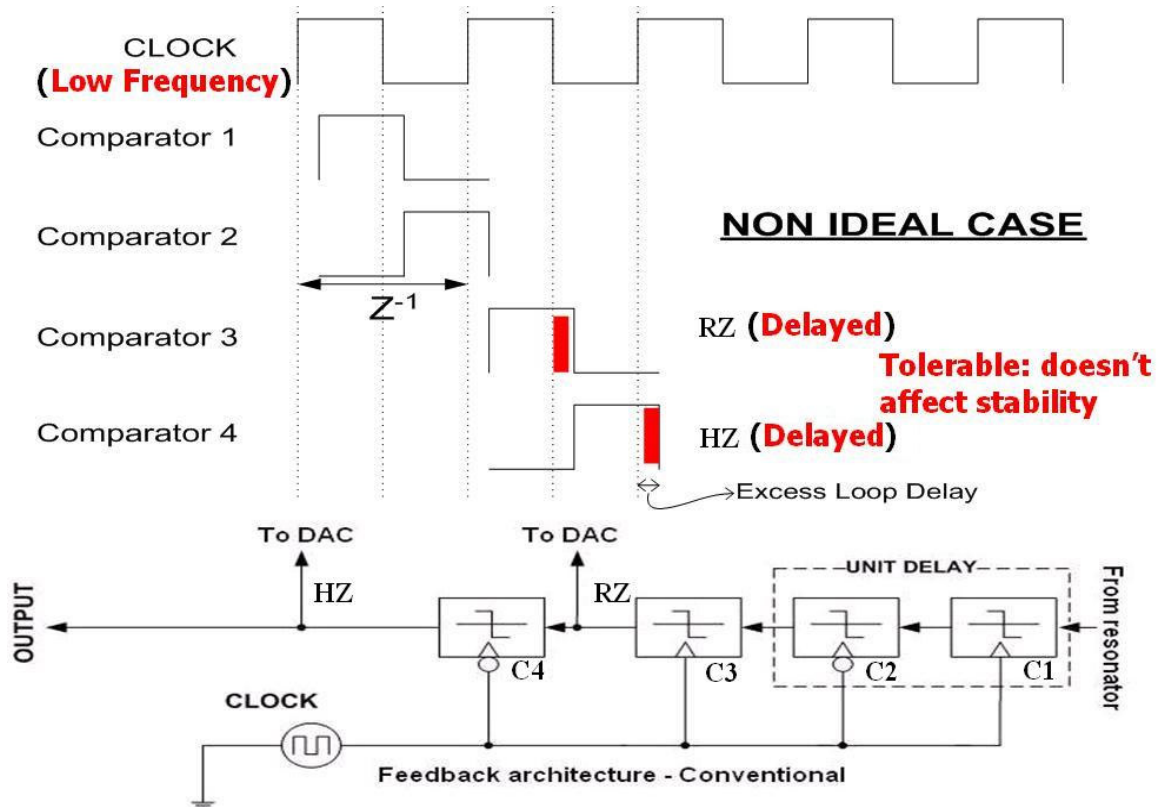 CLOCK
(Low Frequency)
Comparator 1
Comparator 2
NON IDEAL CASE
Z-1
Comparator 3
RZ (Delayed)
Tolerable: doesn't
affect stability
Comparator 4
HZ (Delayed)
Excess Loop Delay
To DAC
To DAC
UNIT DELAY
HZ
RZ
From resonator
OUTPUT
C4
C3
C2
C1
CLOCK
Feedback architecture - Conventional